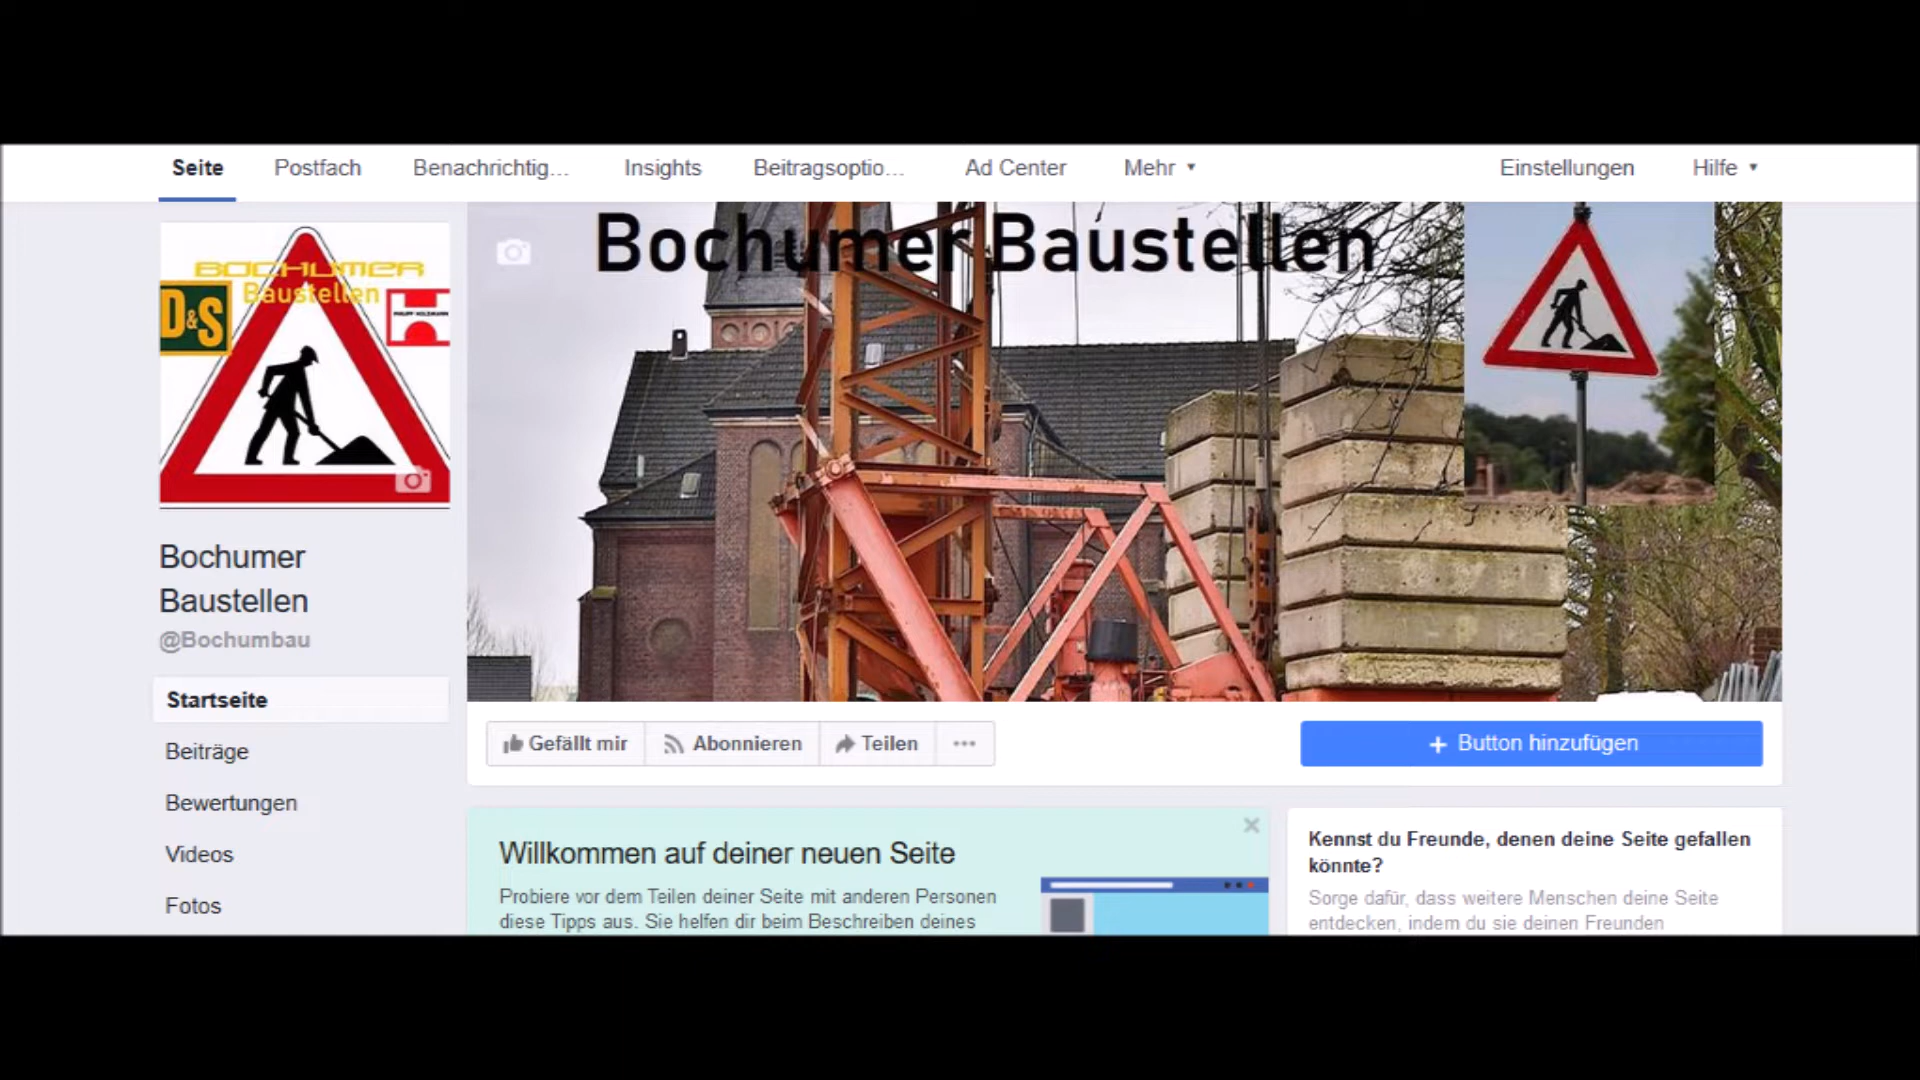 Seite Postfach Benachrichtig... Insights Beitragsoptio... Ad Center Mehr Einstellungen Hilfe
BOCHUMER
Baustellen
D&S
PHILIPP HOLZMANN
Bochumer Baustellen
Bochumer
Baustellen
@Bochumbau
Startseite
Beiträge
Bewertungen
Videos
Fotos
Gefällt mir Abonnieren Teilen ...
+ Button hinzufügen
Willkommen auf deiner neuen Seite
Probiere vor dem Teilen deiner Seite mit anderen Personen
diese Tipps aus. Sie helfen dir beim Beschreiben deines
Kennst du Freunde, denen deine Seite gefallen
könnte?
Sorge dafür, dass weitere Menschen deine Seite
entdecken, indem du sie deinen Freunden